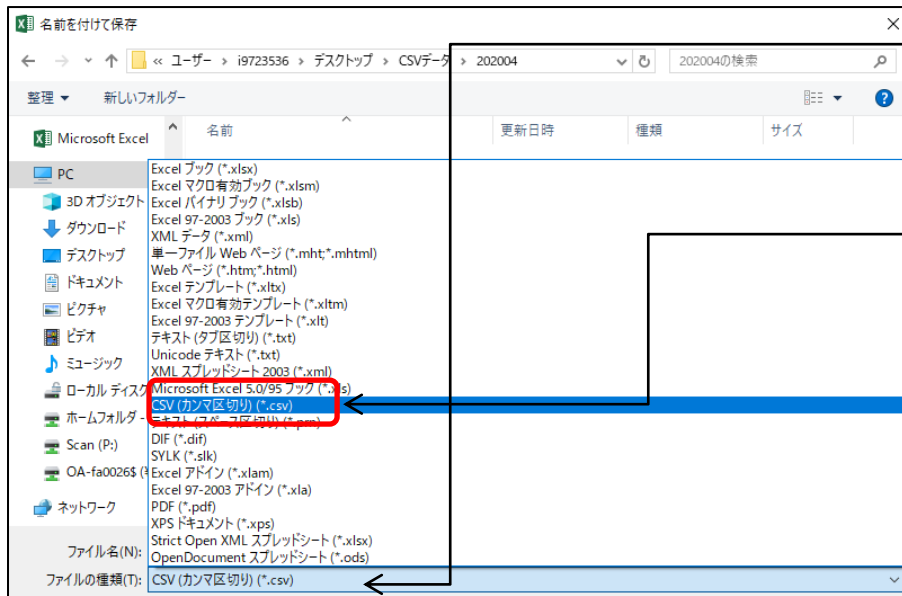 名前を付けて保存
« ユーザー › i9723536 › デスクトップ › CSVデータ › 202004
202004の検索
整理 新しいフォルダー
Microsoft Excel
名前 更新日時 種類 サイズ
PC
3D オブジェクト
ダウンロード
デスクトップ
ドキュメント
ピクチャ
ビデオ
ミュージック
ローカル ディスク
ホームフォルダ -
Scan (P:)
OA-fa0026$ (¥
ネットワーク
Excel ブック (*.xlsx)
Excel マクロ有効ブック (*.xlsm)
Excel バイナリ ブック (*.xlsb)
Excel 97-2003 ブック (*.xls)
XML データ (*.xml)
単一ファイル Web ページ (*.mht;*.mhtml)
Web ページ (*.htm;*.html)
Excel テンプレート (*.xltx)
Excel マクロ有効テンプレート (*.xltm)
Excel 97-2003 テンプレート (*.xlt)
テキスト (タブ区切り) (*.txt)
Unicode テキスト (*.txt)
XML スプレッドシート 2003 (*.xml)
Microsoft Excel 5.0/95 ブック (*.xls)
CSV (カンマ区切り) (*.csv)
テキスト (スペース区切り) (*.prn)
DIF (*.dif)
SYLK (*.slk)
Excel アドイン (*.xlam)
Excel 97-2003 アドイン (*.xla)
PDF (*.pdf)
XPS ドキュメント (*.xps)
Strict Open XML スプレッドシート (*.xlsx)
OpenDocument スプレッドシート (*.ods)
ファイル名(N):
ファイルの種類(T): CSV (カンマ区切り) (*.csv)